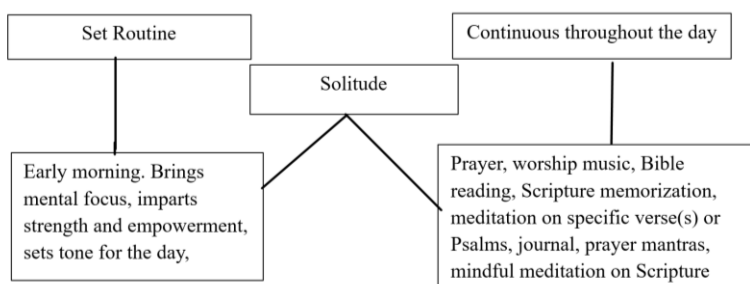 Set Routine
Continuous throughout the day
Solitude
Early morning. Brings
mental focus, imparts
strength and empowerment,
sets tone for the day,
Prayer, worship music, Bible
reading, Scripture memorization,
meditation on specific verse(s) or
Psalms, journal, prayer mantras,
mindful meditation on Scripture